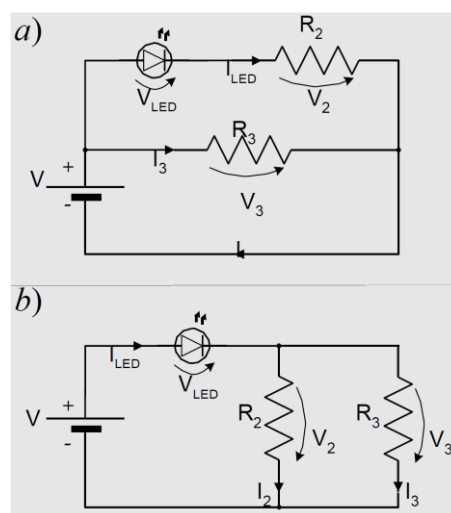 a)
R2
ILED
VLED
V2
R3
I3
V
+
-
V3
I
b)
ILED
VLED
V
+
-
R2
V2
R3
V3
I2
I3